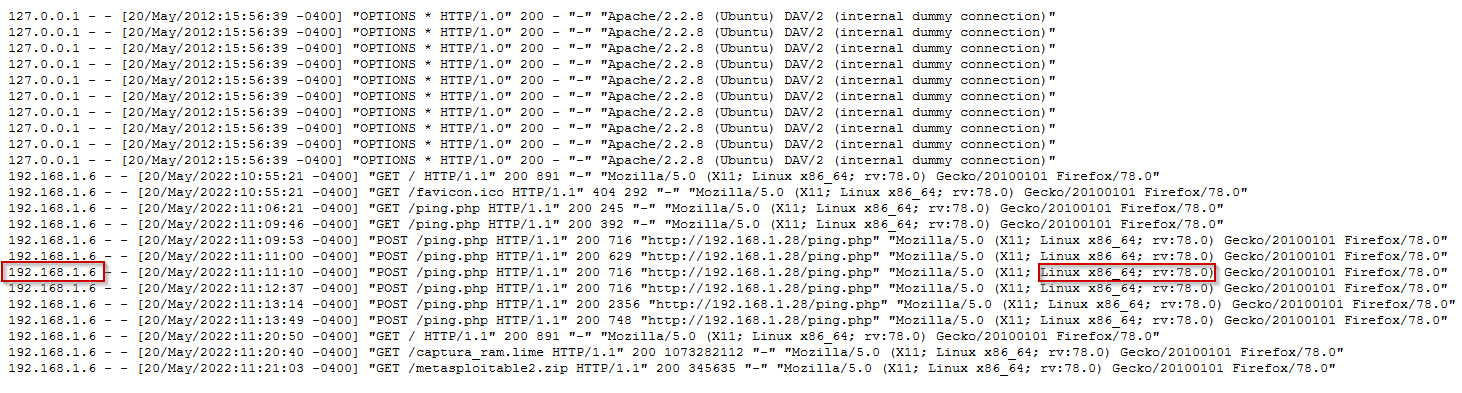 127.0.0.1 - - [20/May/2012:15:56:39 -0400] "OPTIONS * HTTP/1.0" 200 - "-" "Apache/2.2.8 (Ubuntu) DAV/2 (internal dummy connection)"
127.0.0.1 - - [20/May/2012:15:56:39 -0400] "OPTIONS * HTTP/1.0" 200 - "-" "Apache/2.2.8 (Ubuntu) DAV/2 (internal dummy connection)"
127.0.0.1 - - [20/May/2012:15:56:39 -0400] "OPTIONS * HTTP/1.0" 200 - "-" "Apache/2.2.8 (Ubuntu) DAV/2 (internal dummy connection)"
127.0.0.1 - - [20/May/2012:15:56:39 -0400] "OPTIONS * HTTP/1.0" 200 - "-" "Apache/2.2.8 (Ubuntu) DAV/2 (internal dummy connection)"
127.0.0.1 - - [20/May/2012:15:56:39 -0400] "OPTIONS * HTTP/1.0" 200 - "-" "Apache/2.2.8 (Ubuntu) DAV/2 (internal dummy connection)"
127.0.0.1 - - [20/May/2012:15:56:39 -0400] "OPTIONS * HTTP/1.0" 200 - "-" "Apache/2.2.8 (Ubuntu) DAV/2 (internal dummy connection)"
127.0.0.1 - - [20/May/2012:15:56:39 -0400] "OPTIONS * HTTP/1.0" 200 - "-" "Apache/2.2.8 (Ubuntu) DAV/2 (internal dummy connection)"
127.0.0.1 - - [20/May/2012:15:56:39 -0400] "OPTIONS * HTTP/1.0" 200 - "-" "Apache/2.2.8 (Ubuntu) DAV/2 (internal dummy connection)"
127.0.0.1 - - [20/May/2012:15:56:39 -0400] "OPTIONS * HTTP/1.0" 200 - "-" "Apache/2.2.8 (Ubuntu) DAV/2 (internal dummy connection)"
127.0.0.1 - - [20/May/2012:15:56:39 -0400] "OPTIONS * HTTP/1.0" 200 - "-" "Apache/2.2.8 (Ubuntu) DAV/2 (internal dummy connection)"
192.168.1.6 - - [20/May/2022:10:55:21 -0400] "GET / HTTP/1.1" 200 891 "-" "Mozilla/5.0 (X11; Linux x86_64; rv:78.0) Gecko/20100101 Firefox/78.0"
192.168.1.6 - - [20/May/2022:10:55:21 -0400] "GET /favicon.ico HTTP/1.1" 404 292 "-" "Mozilla/5.0 (X11; Linux x86_64; rv:78.0) Gecko/20100101 Firefox/78.0"
192.168.1.6 - - [20/May/2022:11:06:21 -0400] "GET /ping.php HTTP/1.1" 200 245 "-" "Mozilla/5.0 (X11; Linux x86_64; rv:78.0) Gecko/20100101 Firefox/78.0"
192.168.1.6 - - [20/May/2022:11:09:46 -0400] "GET /ping.php HTTP/1.1" 200 392 "-" "Mozilla/5.0 (X11; Linux x86_64; rv:78.0) Gecko/20100101 Firefox/78.0"
192.168.1.6 - - [20/May/2022:11:09:53 -0400] "POST /ping.php HTTP/1.1" 200 716 "http://192.168.1.28/ping.php" "Mozilla/5.0 (X11; Linux x86_64; rv:78.0) Gecko/20100101 Firefox/78.0"
192.168.1.6 - - [20/May/2022:11:11:00 -0400] "POST /ping.php HTTP/1.1" 200 629 "http://192.168.1.28/ping.php" "Mozilla/5.0 (X11; Linux x86_64; rv:78.0) Gecko/20100101 Firefox/78.0"
192.168.1.6 - - [20/May/2022:11:11:10 -0400] "POST /ping.php HTTP/1.1" 200 716 "http://192.168.1.28/ping.php" "Mozilla/5.0 (X11; Linux x86_64; rv:78.0) Gecko/20100101 Firefox/78.0"
192.168.1.6 - - [20/May/2022:11:12:37 -0400] "POST /ping.php HTTP/1.1" 200 716 "http://192.168.1.28/ping.php" "Mozilla/5.0 (X11; Linux x86_64; rv:78.0) Gecko/20100101 Firefox/78.0"
192.168.1.6 - - [20/May/2022:11:13:14 -0400] "POST /ping.php HTTP/1.1" 200 2356 "http://192.168.1.28/ping.php" "Mozilla/5.0 (X11; Linux x86_64; rv:78.0) Gecko/20100101 Firefox/78.0"
192.168.1.6 - - [20/May/2022:11:13:49 -0400] "POST /ping.php HTTP/1.1" 200 748 "http://192.168.1.28/ping.php" "Mozilla/5.0 (X11; Linux x86_64; rv:78.0) Gecko/20100101 Firefox/78.0"
192.168.1.6 - - [20/May/2022:11:20:50 -0400] "GET / HTTP/1.1" 200 891 "-" "Mozilla/5.0 (X11; Linux x86_64; rv:78.0) Gecko/20100101 Firefox/78.0"
192.168.1.6 - - [20/May/2022:11:20:40 -0400] "GET /captura_ram.lime HTTP/1.1" 200 1073282112 "-" "Mozilla/5.0 (X11; Linux x86_64; rv:78.0) Gecko/20100101 Firefox/78.0"
192.168.1.6 - - [20/May/2022:11:21:03 -0400] "GET /metasploitable2.zip HTTP/1.1" 200 345635 "-" "Mozilla/5.0 (X11; Linux x86_64; rv:78.0) Gecko/20100101 Firefox/78.0"